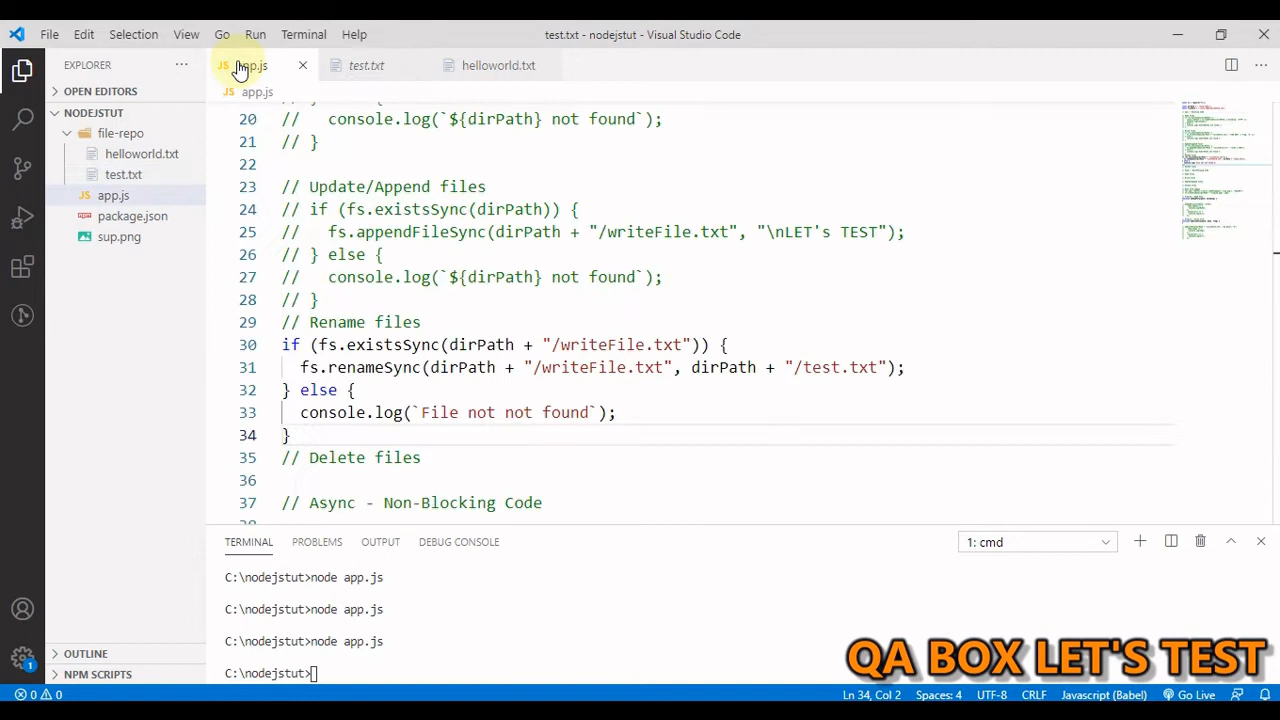 File Edit Selection View Go Run Terminal Help test.txt - nodejstut - Visual Studio Code
EXPLORER
OPEN EDITORS
NODEJSTUT
file-repo
helloworld.txt
test.txt
app.js
package.json
sup.png
OUTLINE
NPM SCRIPTS
JS test.txt helloworld.txt
app.js
20 // console.log(`${dirPath} not found`);
21 // }
22
23 // Update/Append files
24 // if (fs.existsSync(dirPath)) {
25 // fs.appendFileSync(dirPath + "/writeFile.txt", "\nLET's TEST");
26 // } else {
27 // console.log(`${dirPath} not found`);
28 // }
29 // Rename files
30 if (fs.existsSync(dirPath + "/writeFile.txt")) {
31 fs.renameSync(dirPath + "/writeFile.txt", dirPath + "/test.txt");
32 } else {
33 console.log(`File not not found`);
34 }
35 // Delete files
36
37 // Async - Non-Blocking Code
TERMINAL PROBLEMS OUTPUT DEBUG CONSOLE 1: cmd
C:\nodejstut>node app.js
C:\nodejstut>node app.js
C:\nodejstut>node app.js
C:\nodejstut>
QA BOX LET'S TEST
0 0 Ln 34, Col 2 Spaces: 4 UTF-8 CRLF Javascript (Babel) Go Live